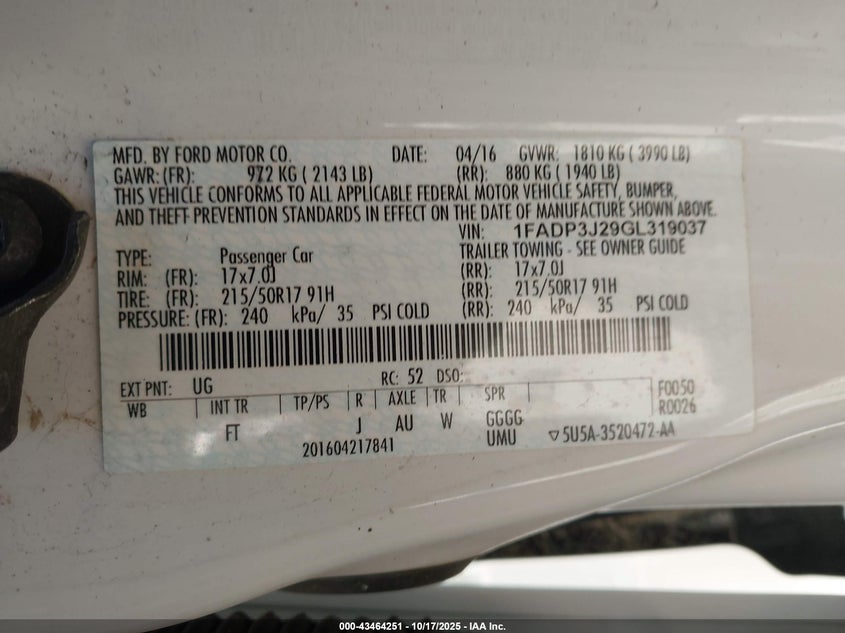 MFD. BY FORD MOTOR CO. DATE: 04/16 GVWR: 1810 KG ( 3990 LB)
GAWR: (FR): 972 KG ( 2143 LB) (RR): 880 KG ( 1940 LB)
THIS VEHICLE CONFORMS TO ALL APPLICABLE FEDERAL MOTOR VEHICLE SAFETY, BUMPER,
AND THEFT PREVENTION STANDARDS IN EFFECT ON THE DATE OF MANUFACTURE SHOWN ABOVE.
VIN: 1FADP3J29GL319037
TYPE: Passenger Car TRAILER TOWING - SEE OWNER GUIDE
RIM: (FR): 17x7.0J (RR): 17x7.0J
TIRE: (FR): 215/50R17 91H (RR): 215/50R17 91H
PRESSURE: (FR): 240 kPa/ 35 PSI COLD (RR): 240 kPa/ 35 PSI COLD
EXT PNT: UG RC: 52 DSO: F0050
WB INT TR TP/PS R AXLE TR SPR R0026
FT J AU W GGGG
UMU ▽5U5A-3520472-AA
201604217841
000-43464251 - 10/17/2025 - IAA Inc.